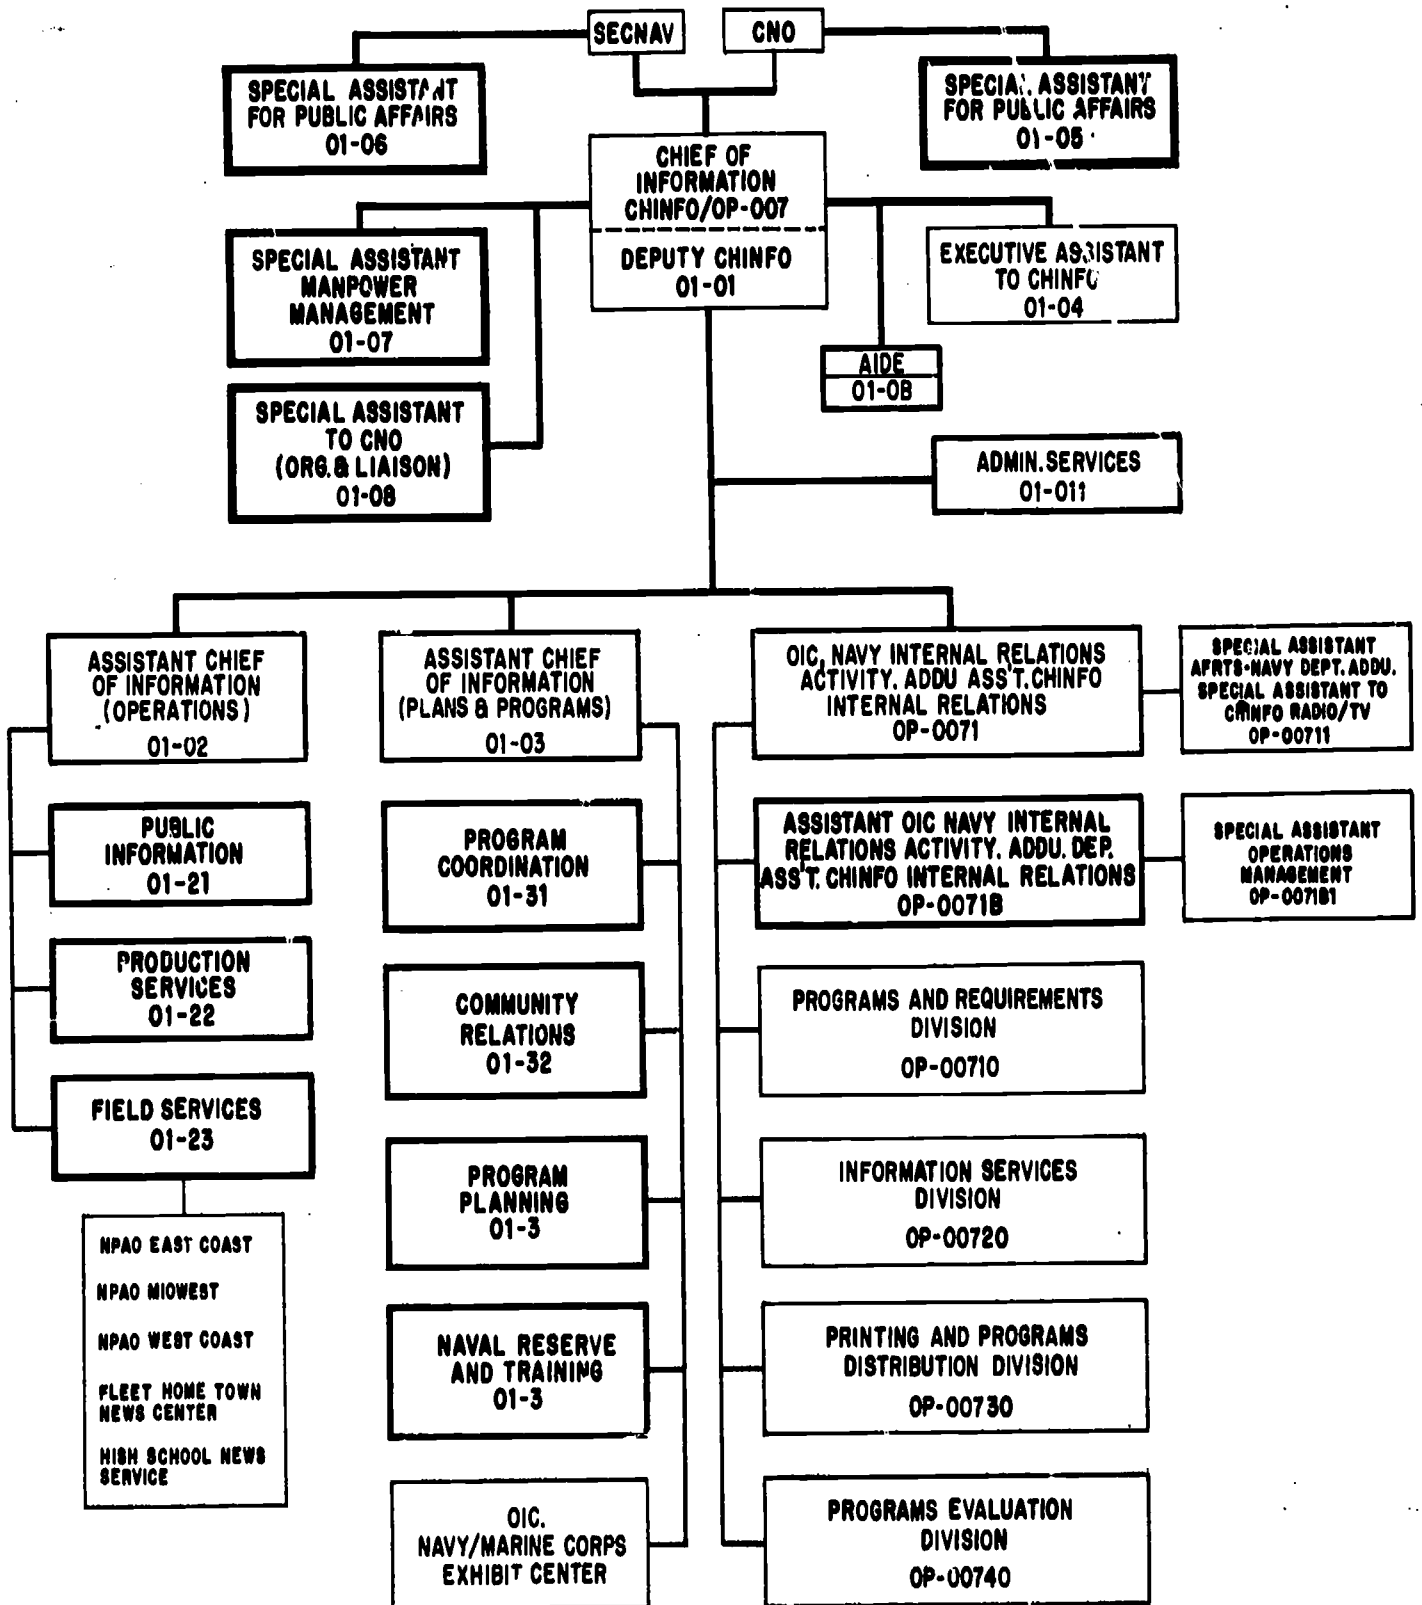 SECNAV
CNO
SPECIAL ASSISTANT
FOR PUBLIC AFFAIRS
01-06
SPECIAL ASSISTANT
FOR PUBLIC AFFAIRS
01-05
CHIEF OF
INFORMATION
CHINFO/OP-007
DEPUTY CHINFO
01-01
SPECIAL ASSISTANT
MANPOWER
MANAGEMENT
01-07
EXECUTIVE ASSISTANT
TO CHINFO
01-04
AIDE
01-0B
SPECIAL ASSISTANT
TO CNO
(ORG. & LIAISON)
01-08
ADMIN. SERVICES
01-011
ASSISTANT CHIEF
OF INFORMATION
(OPERATIONS)
01-02
ASSISTANT CHIEF
OF INFORMATION
(PLANS & PROGRAMS)
01-03
OIC, NAVY INTERNAL RELATIONS
ACTIVITY. ADDU ASS'T. CHINFO
INTERNAL RELATIONS
OP-0071
SPECIAL ASSISTANT
AFRTS-NAVY DEPT. ADDU.
SPECIAL ASSISTANT TO
CHINFO RADIO/TV
OP-00711
PUBLIC
INFORMATION
01-21
PROGRAM
COORDINATION
01-31
ASSISTANT OIC NAVY INTERNAL
RELATIONS ACTIVITY. ADDU. DEP.
ASS'T. CHINFO INTERNAL RELATIONS
OP-0071B
SPECIAL ASSISTANT
OPERATIONS
MANAGEMENT
OP-0071B1
PRODUCTION
SERVICES
01-22
COMMUNITY
RELATIONS
01-32
PROGRAMS AND REQUIREMENTS
DIVISION
OP-00710
FIELD SERVICES
01-23
PROGRAM
PLANNING
01-3
INFORMATION SERVICES
DIVISION
OP-00720
NPAO EAST COAST
NPAO MIDWEST
NPAO WEST COAST
FLEET HOME TOWN
NEWS CENTER
HIGH SCHOOL NEWS
SERVICE
NAVAL RESERVE
AND TRAINING
01-3
PRINTING AND PROGRAMS
DISTRIBUTION DIVISION
OP-00730
OIC.
NAVY/MARINE CORPS
EXHIBIT CENTER
PROGRAMS EVALUATION
DIVISION
OP-00740